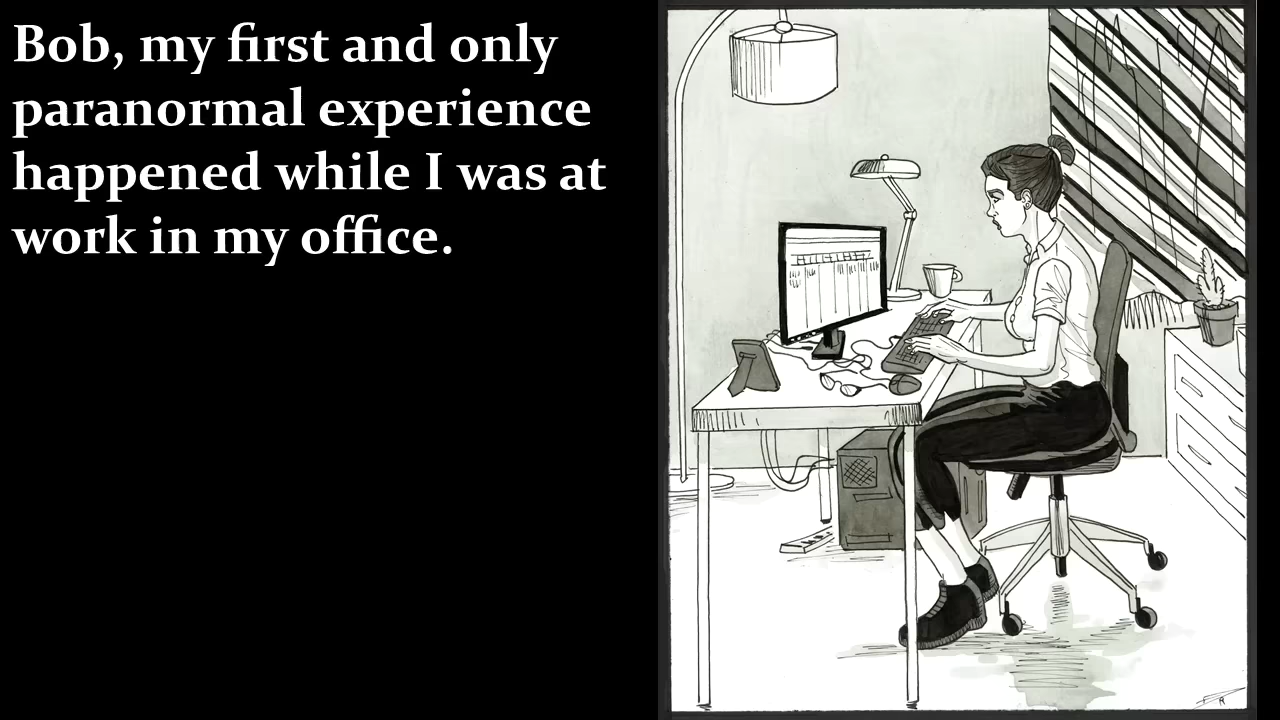 Bob, my first and only
paranormal experience
happened while I was at
work in my office.